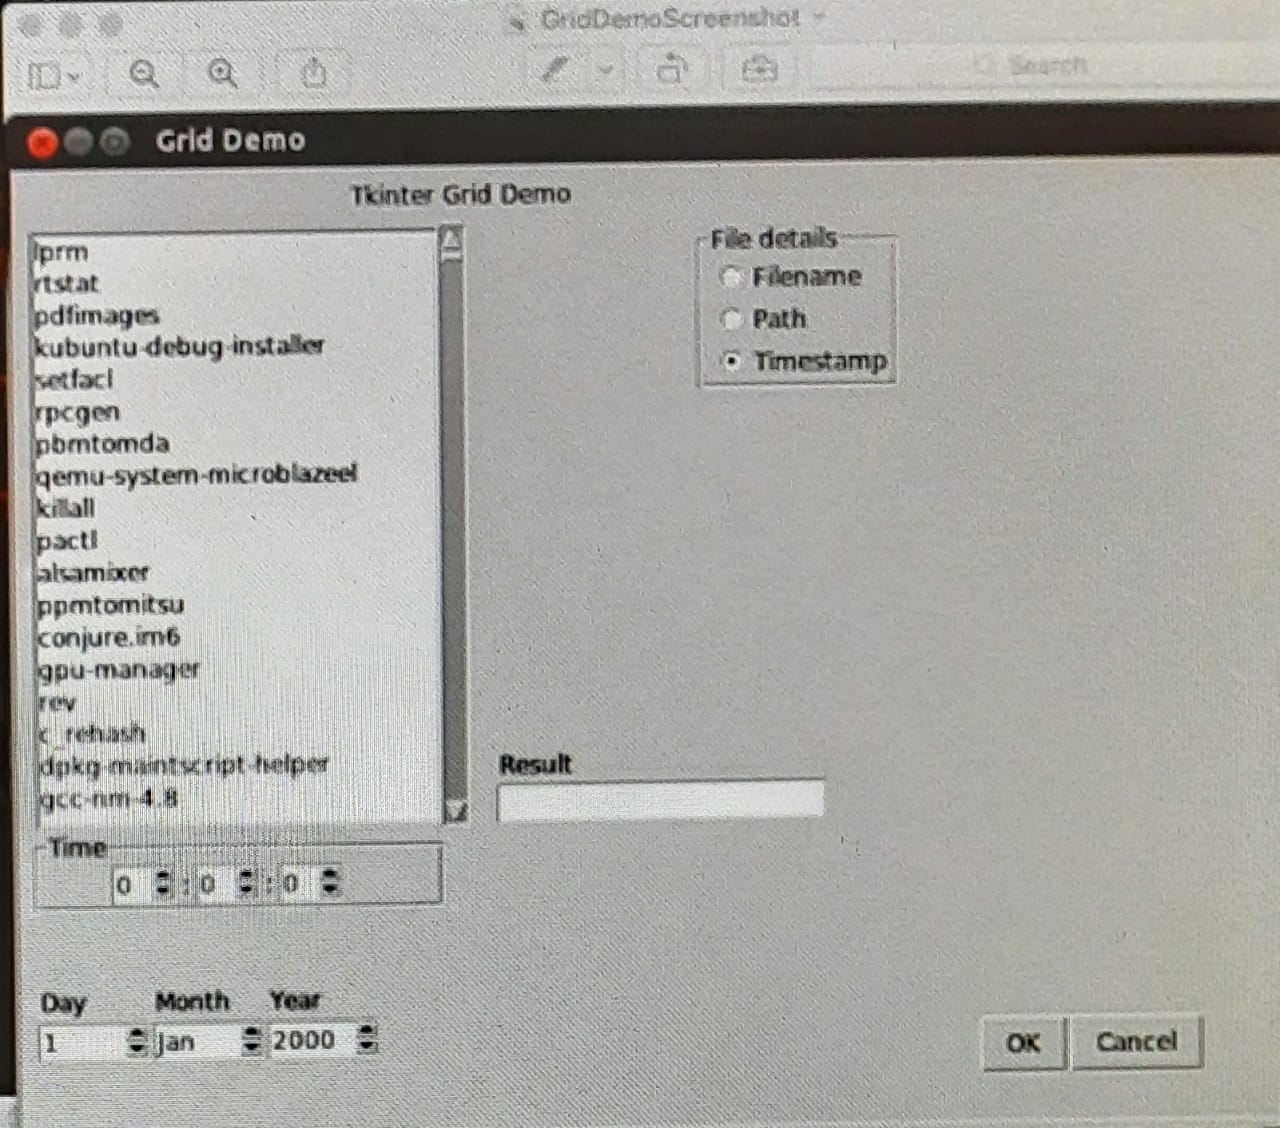 GridDemoScreenshot
Search
Grid Demo
Tkinter Grid Demo
lprm
rtstat
pdfimages
kubuntu-debug-installer
setfacl
rpcgen
pbmtomda
qemu-system-microblazeel
killall
pactl
alsamixer
ppmtomitsu
conjure.im6
gpu-manager
rev
c_rehash
dpkg-maintscript-helper
gcc-nm-4.8
File details
Filename
Path
Timestamp
Result
Time
0 : 0 : 0
Day Month Year
1 Jan 2000
OK Cancel